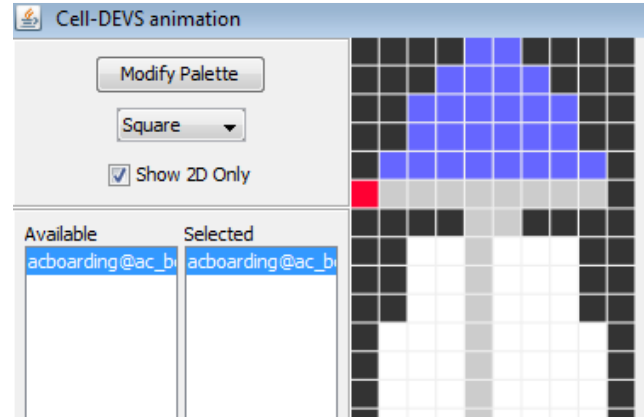 Cell-DEVS animation
Modify Palette
Square
Show 2D Only
Available Selected
acboarding@ac_b acboarding@ac_b